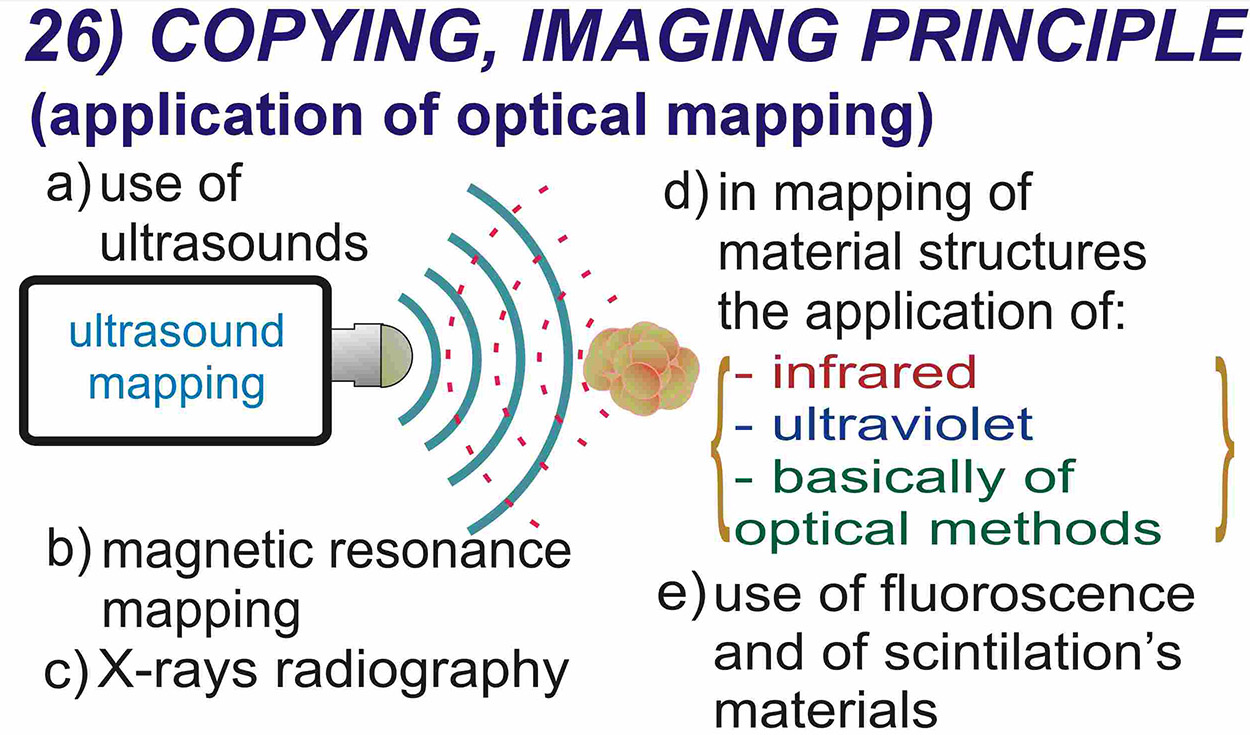 26) COPYING, IMAGING PRINCIPLE
(application of optical mapping)
a) use of
ultrasounds
ultrasound
mapping
b) magnetic resonance
mapping
c) X-rays radiography
d) in mapping of
material structures
the application of:
- infrared
- ultraviolet
- basically of
optical methods
e) use of fluoroscence
and of scintilation's
materials